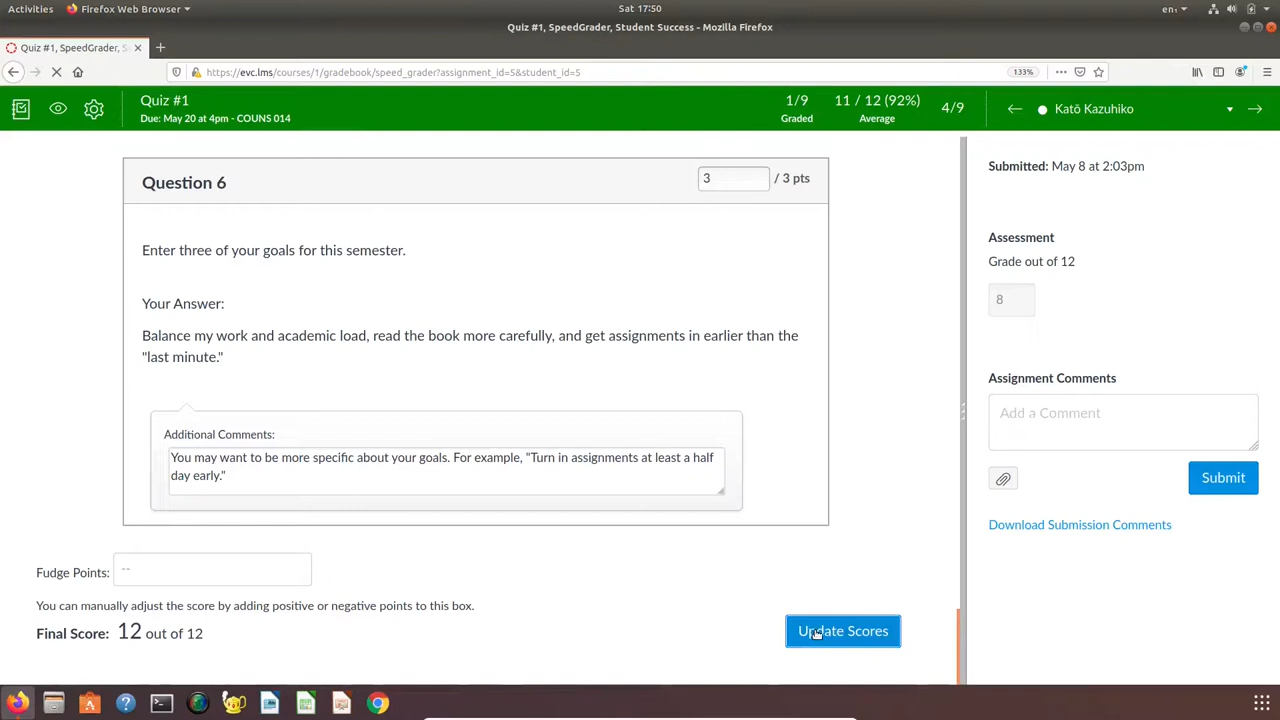 Activities
Firefox Web Browser
Sat 17:50
en₁
Quiz #1, SpeedGrader, Student Success - Mozilla Firefox
Quiz #1, SpeedGrader, S
https://evc.lms/courses/1/gradebook/speed_grader?assignment_id=5&student_id=5
133%
Quiz #1
Due: May 20 at 4pm - COUNS 014
1/9
Graded
11 / 12 (92%)
Average
4/9
Katō Kazuhiko
Question 6
3
/ 3 pts
Enter three of your goals for this semester.
Your Answer:
Balance my work and academic load, read the book more carefully, and get assignments in earlier than the
"last minute."
Additional Comments:
You may want to be more specific about your goals. For example, "Turn in assignments at least a half
day early."
Fudge Points:
--
You can manually adjust the score by adding positive or negative points to this box.
Final Score: 12 out of 12
Update Scores
Submitted: May 8 at 2:03pm
Assessment
Grade out of 12
8
Assignment Comments
Add a Comment
Submit
Download Submission Comments